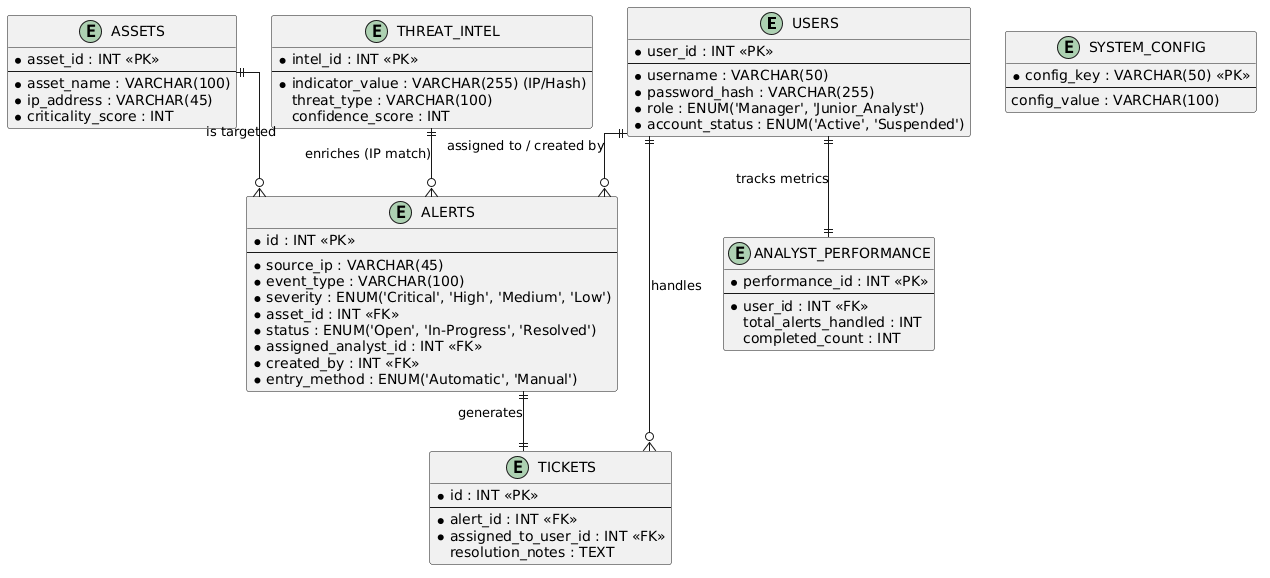 E ASSETS
asset_id : INT «PK»
asset_name : VARCHAR(100)
ip_address : VARCHAR(45)
criticality_score : INT
E THREAT_INTEL
intel_id : INT «PK»
indicator_value : VARCHAR(255) (IP/Hash)
threat_type : VARCHAR(100)
confidence_score : INT
E USERS
user_id : INT «PK»
username : VARCHAR(50)
password_hash : VARCHAR(255)
role : ENUM('Manager', 'Junior_Analyst')
account_status : ENUM('Active', 'Suspended')
E SYSTEM_CONFIG
config_key : VARCHAR(50) «PK»
config_value : VARCHAR(100)
is targeted
enriches (IP match)
assigned to / created by
tracks metrics
E ALERTS
id : INT «PK»
source_ip : VARCHAR(45)
event_type : VARCHAR(100)
severity : ENUM('Critical', 'High', 'Medium', 'Low')
asset_id : INT «FK»
status : ENUM('Open', 'In-Progress', 'Resolved')
assigned_analyst_id : INT «FK»
created_by : INT «FK»
entry_method : ENUM('Automatic', 'Manual')
handles
E ANALYST_PERFORMANCE
performance_id : INT «PK»
user_id : INT «FK»
total_alerts_handled : INT
completed_count : INT
generates
E TICKETS
id : INT «PK»
alert_id : INT «FK»
assigned_to_user_id : INT «FK»
resolution_notes : TEXT